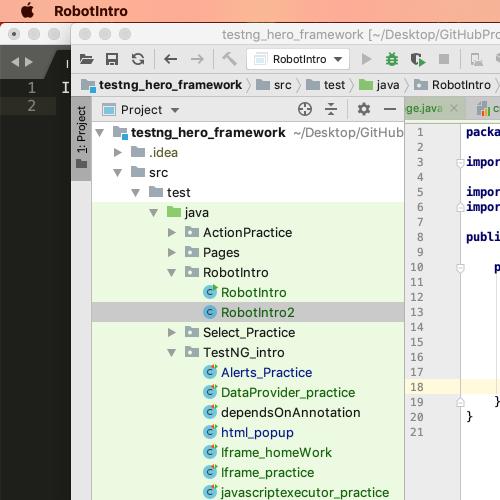 RobotIntro
testng_hero_framework [~/Desktop/GitHubPro
RobotIntro
testng_hero_framework src test java RobotIntro
1 I
2
1: Project
Project
ge.java
testng_hero_framework ~/Desktop/GitHub
.idea
src
test
java
ActionPractice
Pages
RobotIntro
RobotIntro
RobotIntro2
Select_Practice
TestNG_intro
Alerts_Practice
DataProvider_practice
dependsOnAnnotation
html_popup
Iframe_homeWork
Iframe_practice
javascriptexecutor_practice
1 packa
2
3 impor
4
5 impor
6 impor
7
8 publi
9
10 p
11
12
13
14
15
16
17
18
19 }
20 }
21